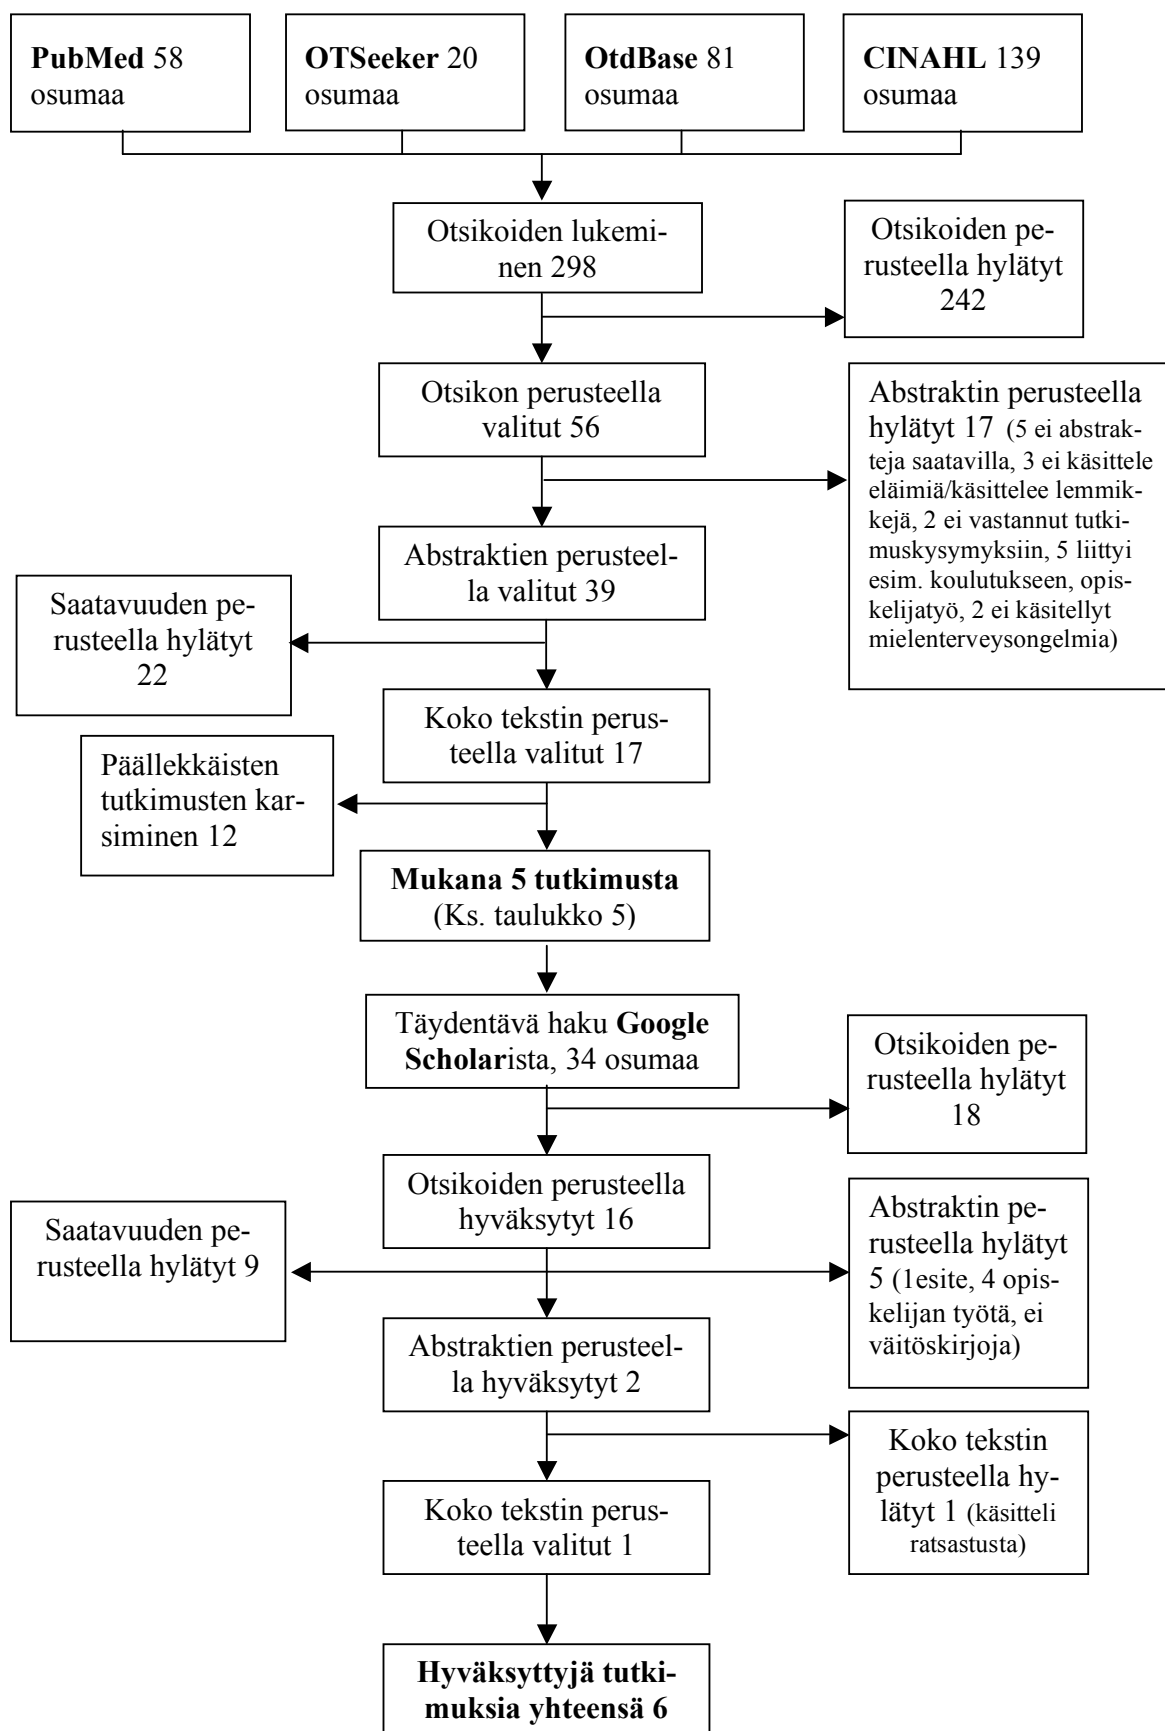 PubMed 58
osumaa
OTSeeker 20
osumaa
OtdBase 81
osumaa
CINAHL 139
osumaa
Otsikoiden lukemi-
nen 298
Otsikoiden pe-
rusteella hylätyt
242
Otsikon perusteella
valitut 56
Abstraktin perusteella
hylätyt 17 (5 ei abstrak-
teja saatavilla, 3 ei käsittele
eläimiä/käsittelee lemmik-
kejä, 2 ei vastannut tutki-
muskysymyksiin, 5 liittyi
esim. koulutukseen, opis-
kelijatyö, 2 ei käsitellyt
mielenterveysongelmia)
Abstraktien perusteel-
la valitut 39
Saatavuuden pe-
rusteella hylätyt
22
Koko tekstin perus-
teella valitut 17
Päällekkäisten
tutkimusten kar-
siminen 12
Mukana 5 tutkimusta
(Ks. taulukko 5)
Täydentävä haku Google
Scholarista, 34 osumaa
Otsikoiden pe-
rusteella hylätyt
18
Otsikoiden perusteella
hyväksytyt 16
Saatavuuden pe-
rusteella hylätyt 9
Abstraktin pe-
rusteella hylätyt
5 (1esite, 4 opis-
kelijan työtä, ei
väitöskirjoja)
Abstraktien perusteel-
la hyväksytyt 2
Koko tekstin
perusteella hy-
lätyt 1 (käsitteli
ratsastusta)
Koko tekstin perus-
teella valitut 1
Hyväksyttyjä tutki-
muksia yhteensä 6